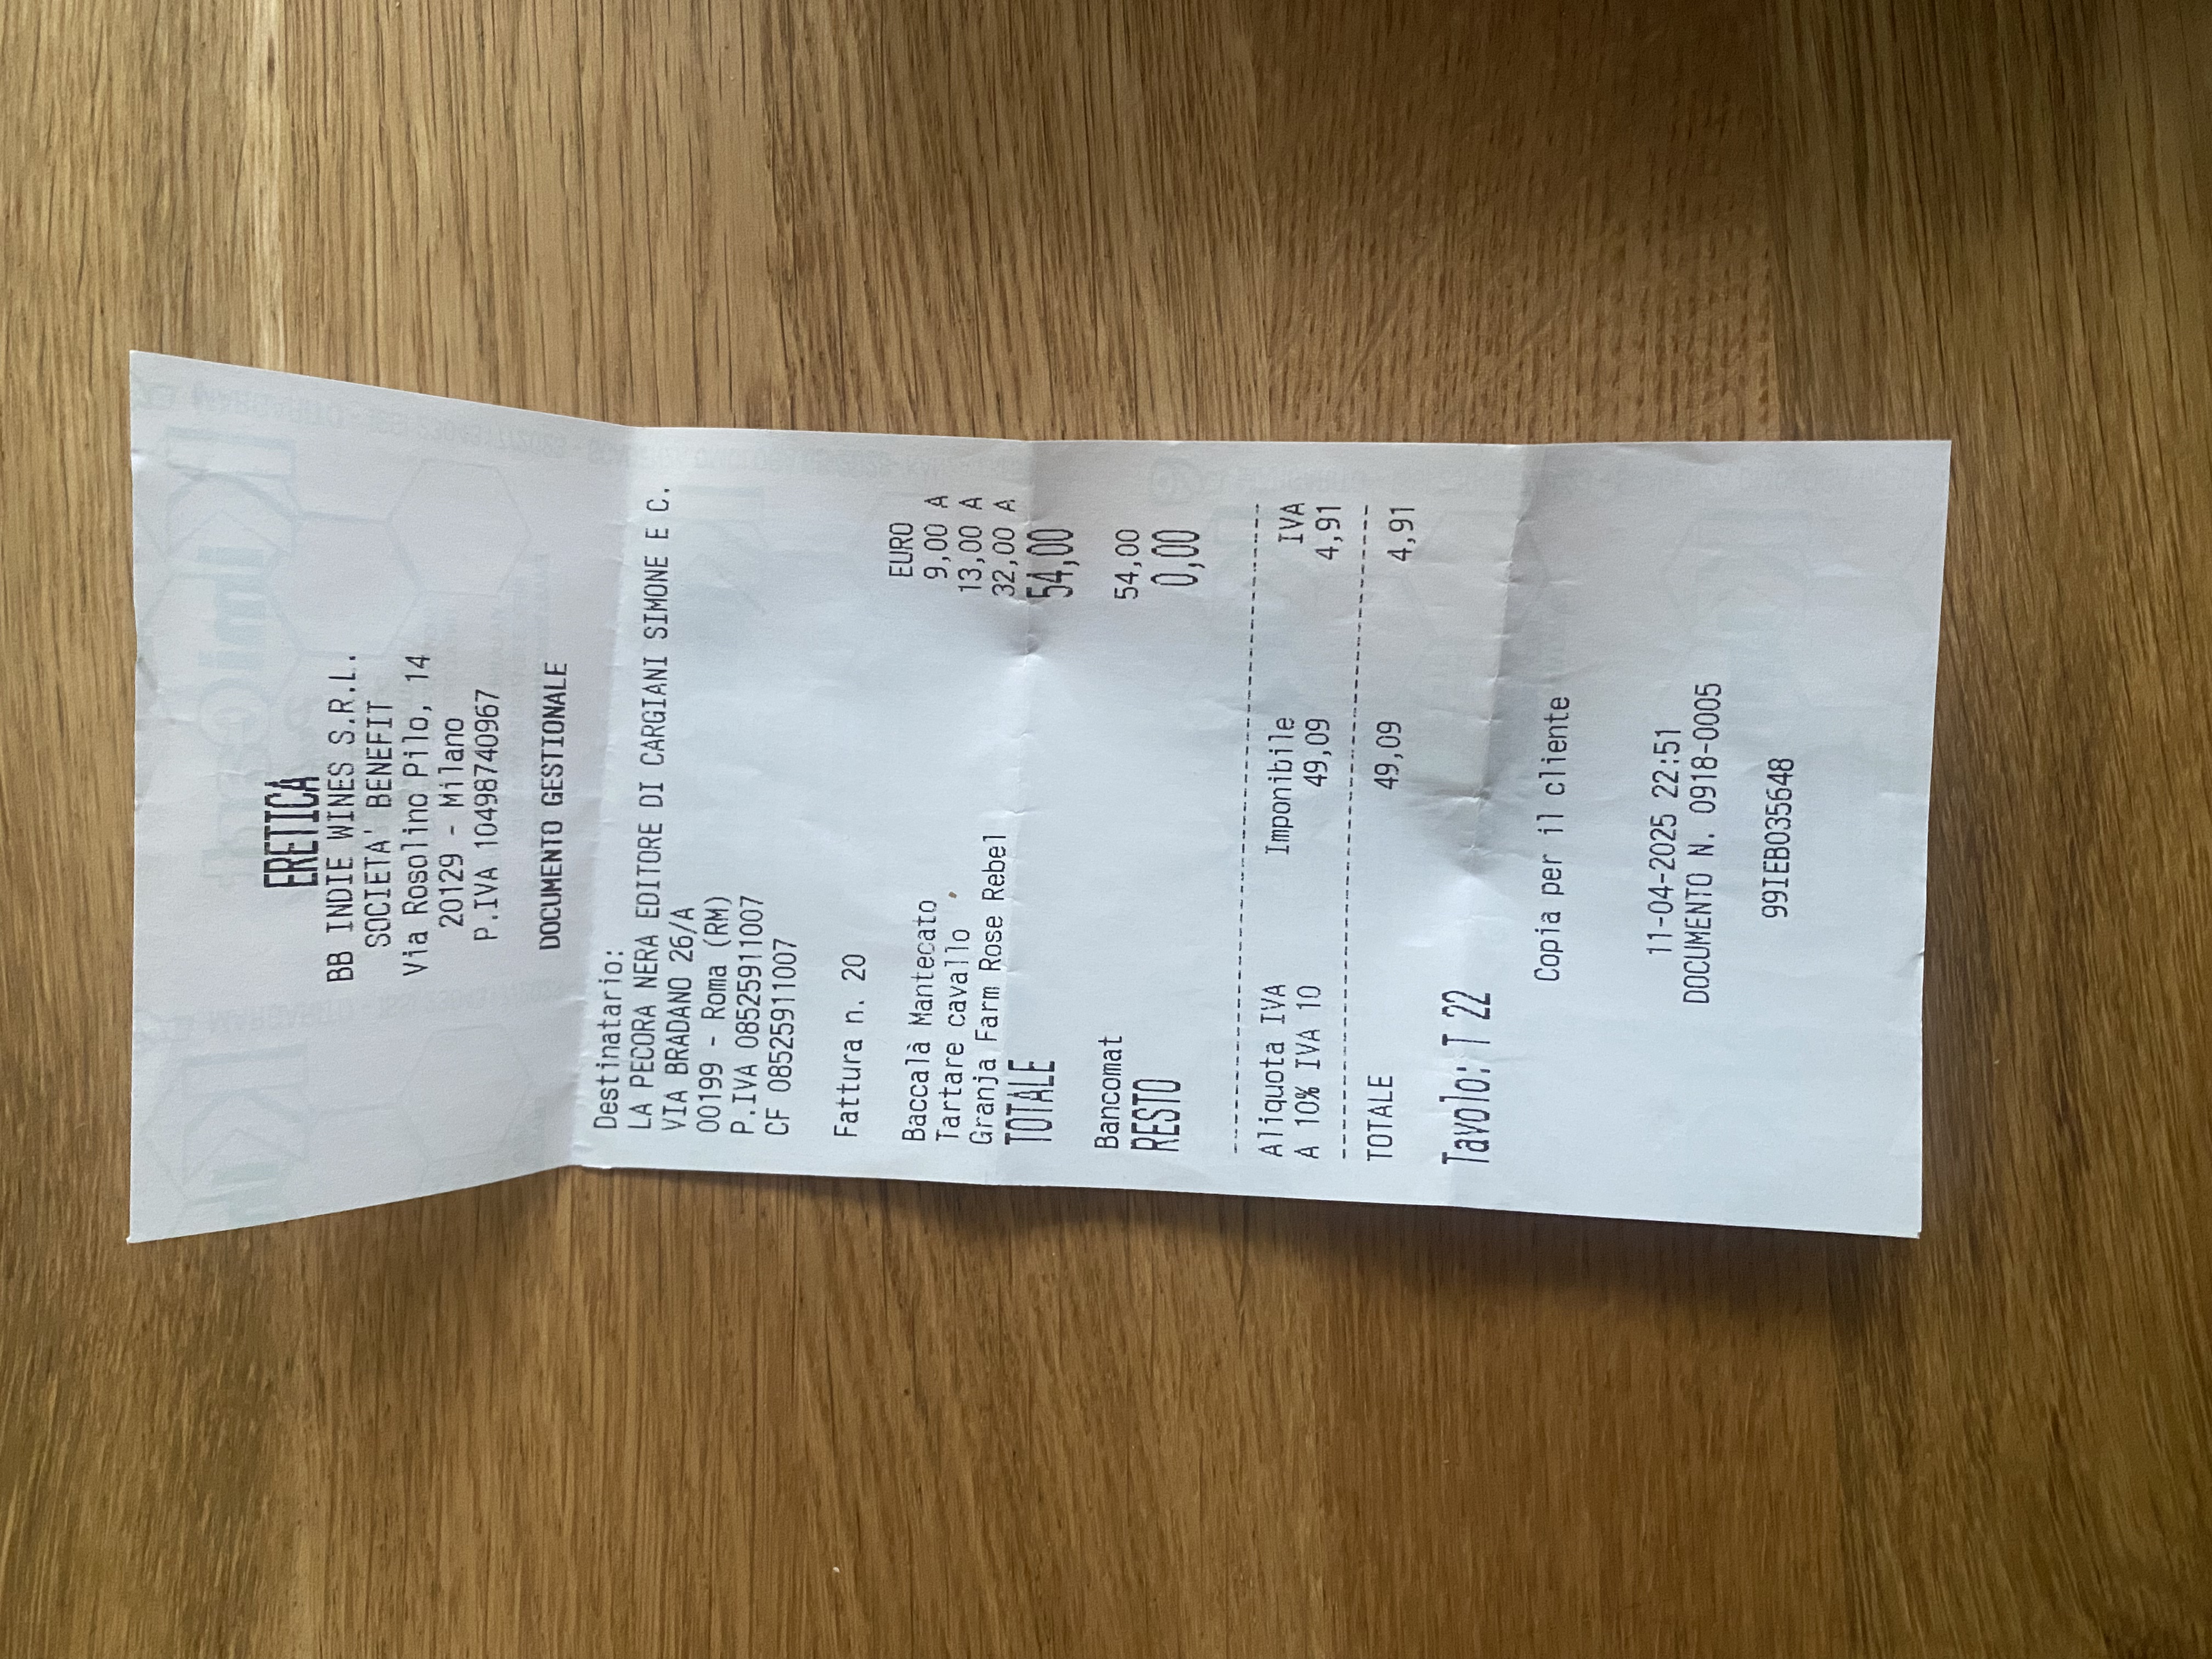 ERETICA
BB INDIE WINES S.R.L.
SOCIETA' BENEFIT
Via Rosolino Pilo, 14
20129 - Milano
P.IVA 10498740967
DOCUMENTO GESTIONALE
Destinatario:
LA PECORA NERA EDITORE DI CARGIANI SIMONE E C.
VIA BRADANO 26/A
00199 - Roma (RM)
P.IVA 08525911007
CF 08525911007
Fattura n. 20
EURO
Baccalà Mantecato 9,00 A
Tartare cavallo 13,00 A
Granja Farm Rose Rebel 32,00 A
TOTALE 54,00
Bancomat 54,00
RESTO 0,00
Aliquota IVA Imponibile IVA
A 10% IVA 10 49,09 4,91
TOTALE 49,09 4,91
Tavolo: T 22
Copia per il cliente
11-04-2025 22:51
DOCUMENTO N. 0918-0005
99IEB035648